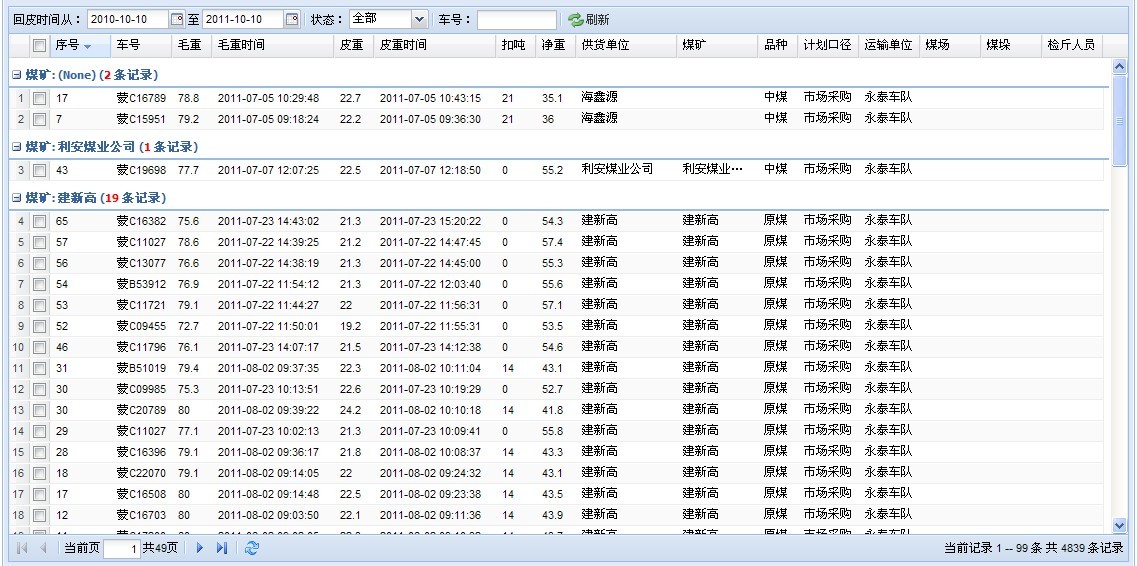 回皮时间从： 2010-10-10 至 2011-10-10 状态： 全部 车号： 刷新
序号 车号 毛重 毛重时间 皮重 皮重时间 扣吨 净重 供货单位 煤矿 品种 计划口径 运输单位 煤场 煤垛 检斤人员
煤矿: (None) (2 条记录)
1 17 蒙C16789 78.8 2011-07-05 10:29:48 22.7 2011-07-05 10:43:15 21 35.1 海鑫源 中煤 市场采购 永泰车队
2 7 蒙C15951 79.2 2011-07-05 09:18:24 22.2 2011-07-05 09:36:30 21 36 海鑫源 中煤 市场采购 永泰车队
煤矿: 利安煤业公司 (1 条记录)
3 43 蒙C19698 77.7 2011-07-07 12:07:25 22.5 2011-07-07 12:18:50 0 55.2 利安煤业公司 利安煤业… 中煤 市场采购 永泰车队
煤矿: 建新高 (19 条记录)
4 65 蒙C16382 75.6 2011-07-23 14:43:02 21.3 2011-07-23 15:20:22 0 54.3 建新高 建新高 原煤 市场采购 永泰车队
5 57 蒙C11027 78.6 2011-07-22 14:39:25 21.2 2011-07-22 14:47:45 0 57.4 建新高 建新高 原煤 市场采购 永泰车队
6 56 蒙C13077 76.6 2011-07-22 14:38:19 21.3 2011-07-22 14:45:00 0 55.3 建新高 建新高 原煤 市场采购 永泰车队
7 54 蒙B53912 76.9 2011-07-22 11:54:12 21.3 2011-07-22 12:03:40 0 55.6 建新高 建新高 原煤 市场采购 永泰车队
8 53 蒙C11721 79.1 2011-07-22 11:44:27 22 2011-07-22 11:56:31 0 57.1 建新高 建新高 原煤 市场采购 永泰车队
9 52 蒙C09455 72.7 2011-07-22 11:50:01 19.2 2011-07-22 11:55:31 0 53.5 建新高 建新高 原煤 市场采购 永泰车队
10 46 蒙C11796 76.1 2011-07-23 14:07:17 21.5 2011-07-23 14:12:38 0 54.6 建新高 建新高 原煤 市场采购 永泰车队
11 31 蒙B51019 79.4 2011-08-02 09:37:35 22.3 2011-08-02 10:11:04 14 43.1 建新高 建新高 原煤 市场采购 永泰车队
12 30 蒙C09985 75.3 2011-07-23 10:13:51 22.6 2011-07-23 10:19:29 0 52.7 建新高 建新高 原煤 市场采购 永泰车队
13 30 蒙C20789 80 2011-08-02 09:39:22 24.2 2011-08-02 10:10:18 14 41.8 建新高 建新高 原煤 市场采购 永泰车队
14 29 蒙C11027 77.1 2011-07-23 10:02:13 21.3 2011-07-23 10:09:41 0 55.8 建新高 建新高 原煤 市场采购 永泰车队
15 28 蒙C16396 79.1 2011-08-02 09:36:17 21.8 2011-08-02 10:08:37 14 43.3 建新高 建新高 原煤 市场采购 永泰车队
16 18 蒙C22070 79.1 2011-08-02 09:14:05 22 2011-08-02 09:24:32 14 43.1 建新高 建新高 原煤 市场采购 永泰车队
17 17 蒙C16508 80 2011-08-02 09:14:48 22.5 2011-08-02 09:23:38 14 43.5 建新高 建新高 原煤 市场采购 永泰车队
18 12 蒙C16703 80 2011-08-02 09:03:50 22.1 2011-08-02 09:11:36 14 43.9 建新高 建新高 原煤 市场采购 永泰车队
当前页 1 共49页 当前记录 1 -- 99 条 共 4839 条记录